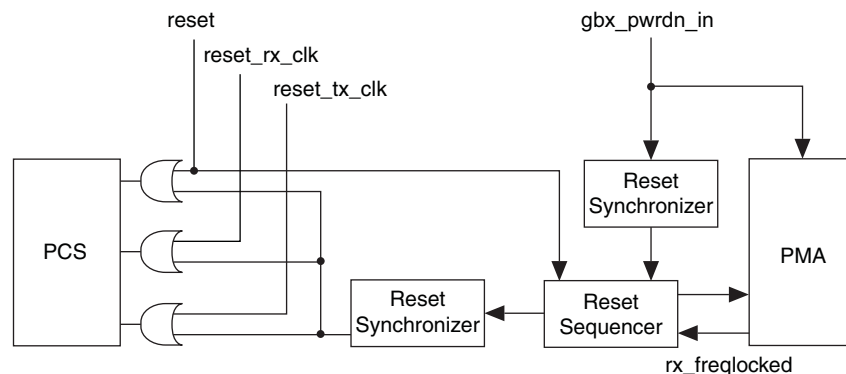 reset
gbx_pwrdn_in
reset_rx_clk
reset_tx_clk
Reset
Synchronizer
PCS
PMA
Reset
Synchronizer
Reset
Sequencer
rx_freqlocked